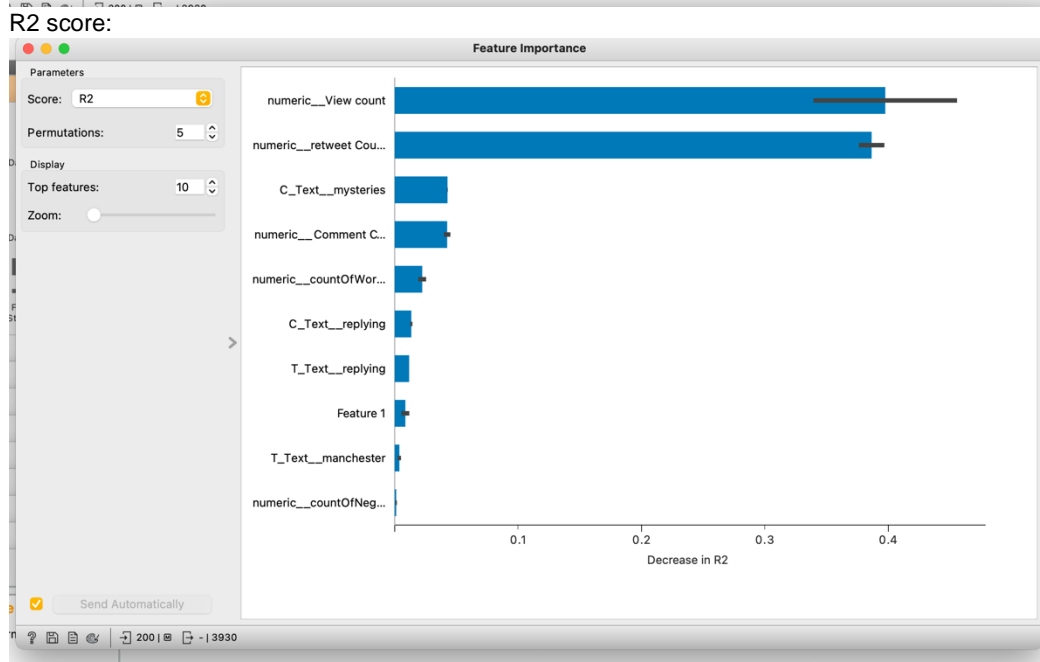 R2 score:
Feature Importance
Parameters
Score: R2
Permutations: 5
Display
Top features: 10
Zoom:
numeric__View count
numeric__retweet Cou...
C_Text__mysteries
numeric__Comment C...
numeric__countOfWor...
C_Text__replying
T_Text__replying
Feature 1
T_Text__manchester
numeric__countOfNeg...
0.1 0.2 0.3 0.4
Decrease in R2
Send Automatically
? 200 | - | 3930